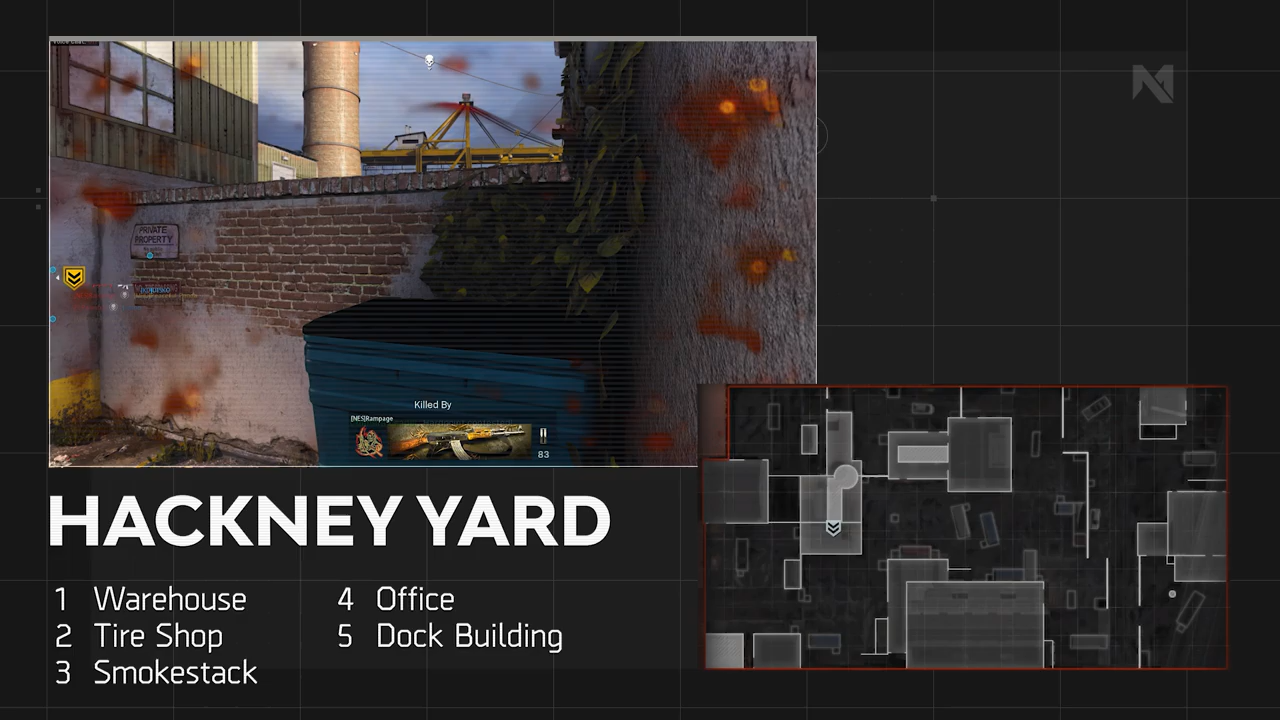 PRIVATE
PROPERTY
Killed By
[NES]Rampage
83
HACKNEY YARD
1 Warehouse
2 Tire Shop
3 Smokestack
4 Office
5 Dock Building